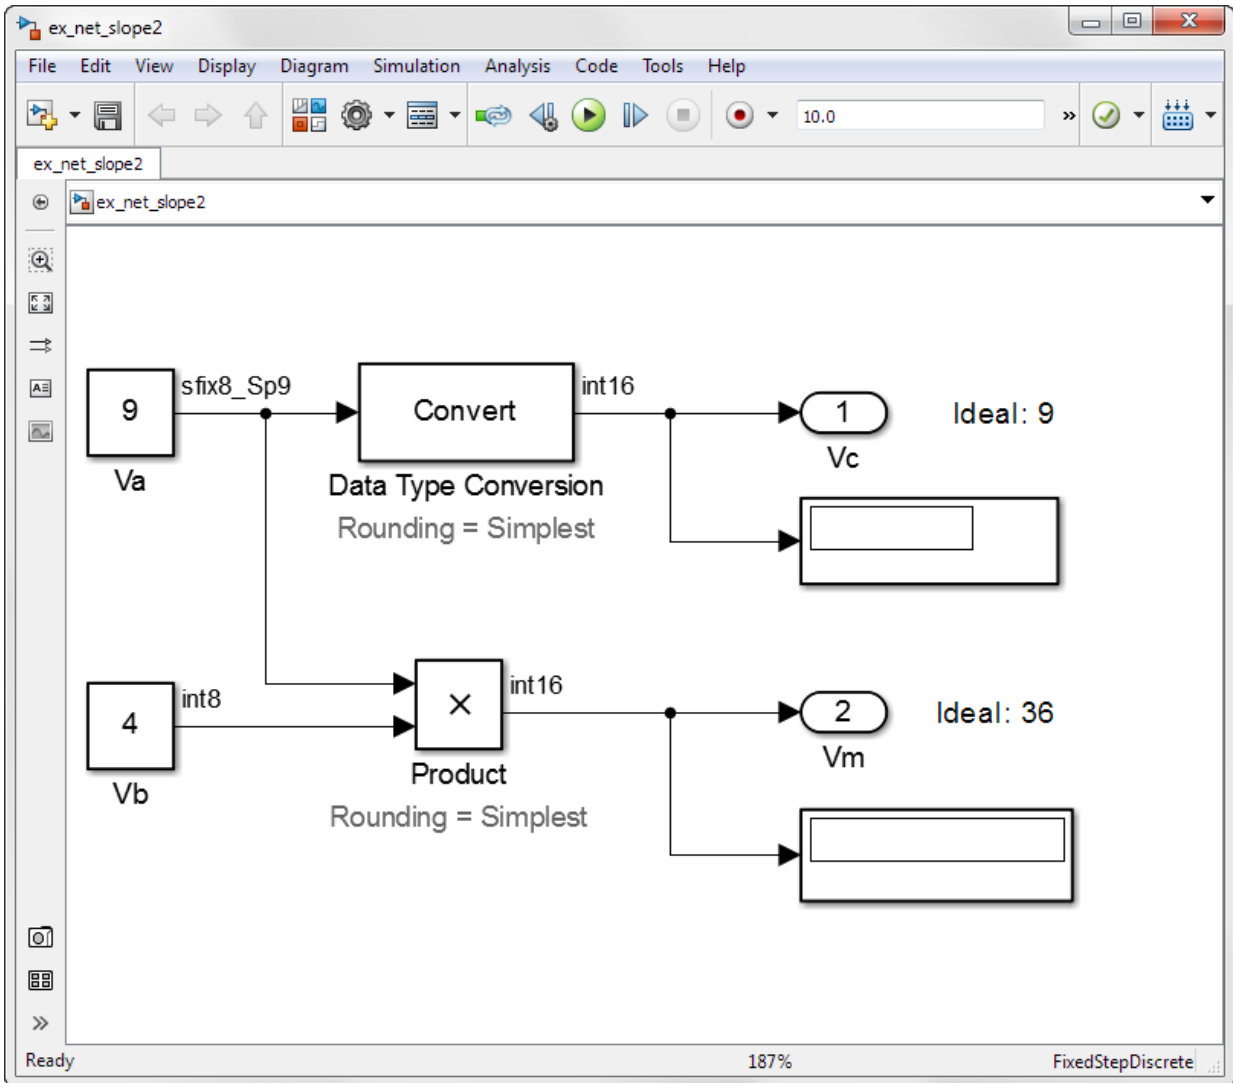 ex_net_slope2
File Edit View Display Diagram Simulation Analysis Code Tools Help
10.0
ex_net_slope2
ex_net_slope2
sfix8_Sp9
int16
9
Convert
1
Ideal: 9
Va
Vc
Data Type Conversion
Rounding = Simplest
int8
int16
4
×
2
Ideal: 36
Vb
Product
Vm
Rounding = Simplest
Ready
187%
FixedStepDiscrete